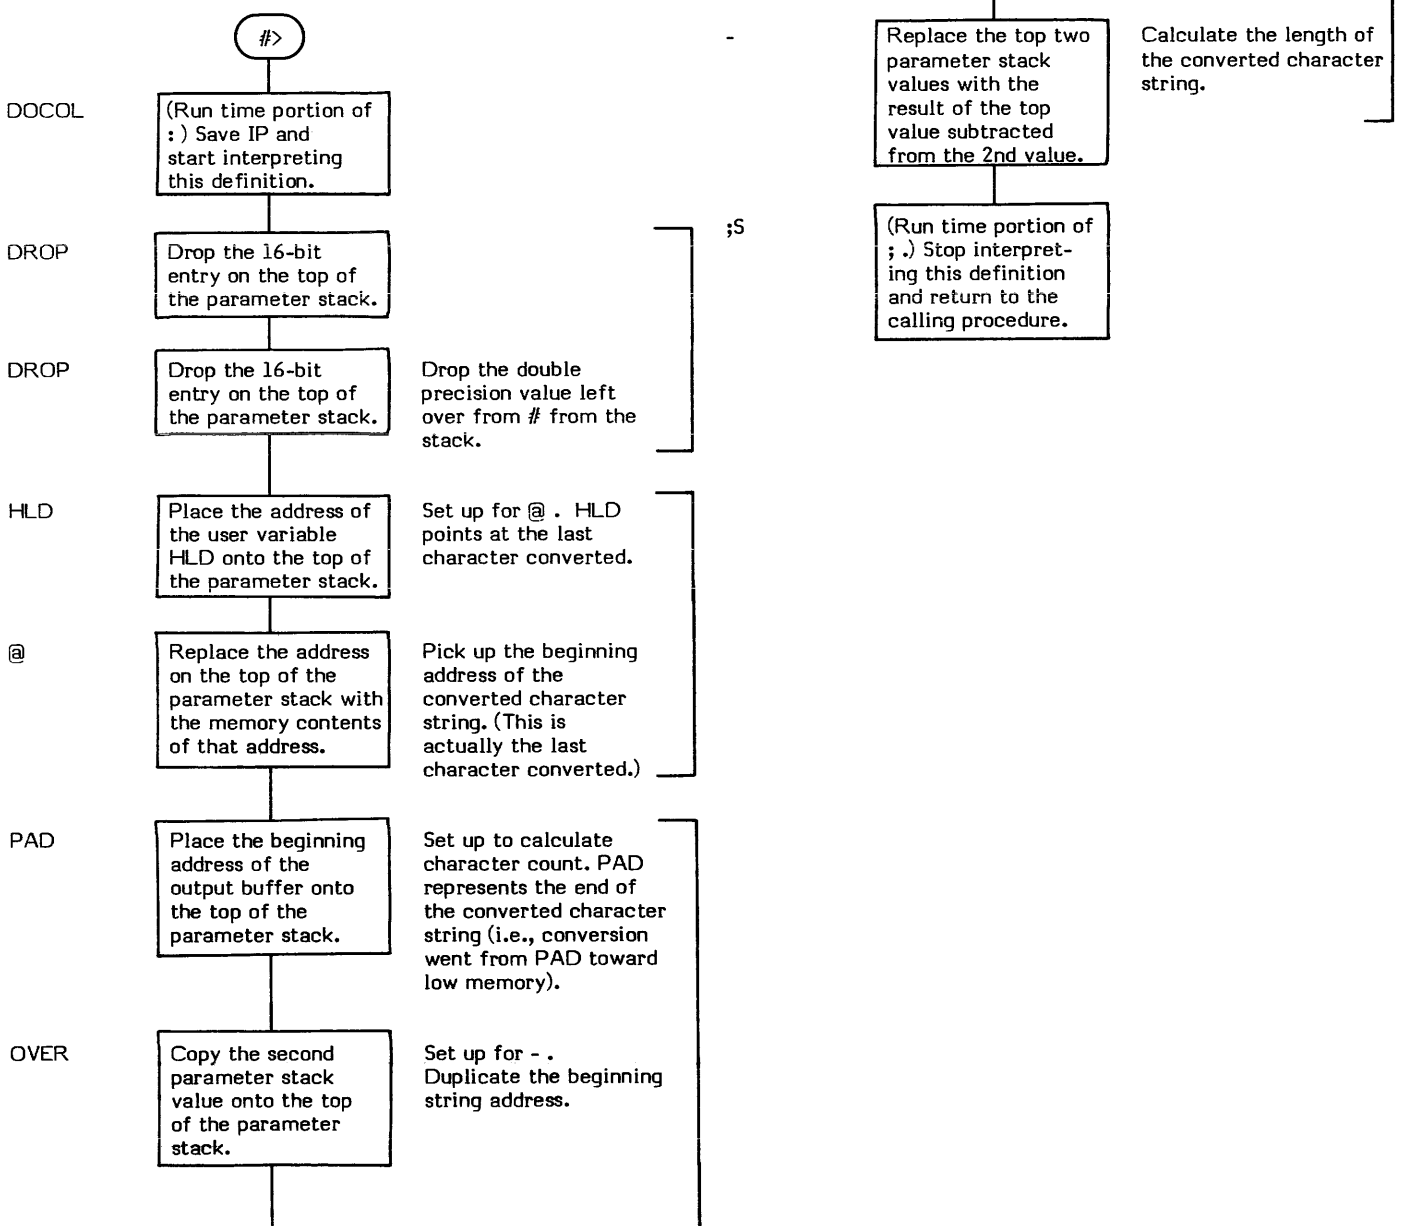 #>
DOCOL
(Run time portion of
: ) Save IP and
start interpreting
this definition.
DROP
Drop the 16-bit
entry on the top of
the parameter stack.
DROP
Drop the 16-bit
entry on the top of
the parameter stack.
Drop the double
precision value left
over from # from the
stack.
HLD
Place the address of
the user variable
HLD onto the top of
the parameter stack.
Set up for @ . HLD
points at the last
character converted.
@
Replace the address
on the top of the
parameter stack with
the memory contents
of that address.
Pick up the beginning
address of the
converted character
string. (This is
actually the last
character converted.)
PAD
Place the beginning
address of the
output buffer onto
the top of the
parameter stack.
Set up to calculate
character count. PAD
represents the end of
the converted character
string (i.e., conversion
went from PAD toward
low memory).
OVER
Copy the second
parameter stack
value onto the top
of the parameter
stack.
Set up for - .
Duplicate the beginning
string address.
-
Replace the top two
parameter stack
values with the
result of the top
value subtracted
from the 2nd value.
Calculate the length of
the converted character
string.
;S
(Run time portion of
; .) Stop interpret-
ing this definition
and return to the
calling procedure.